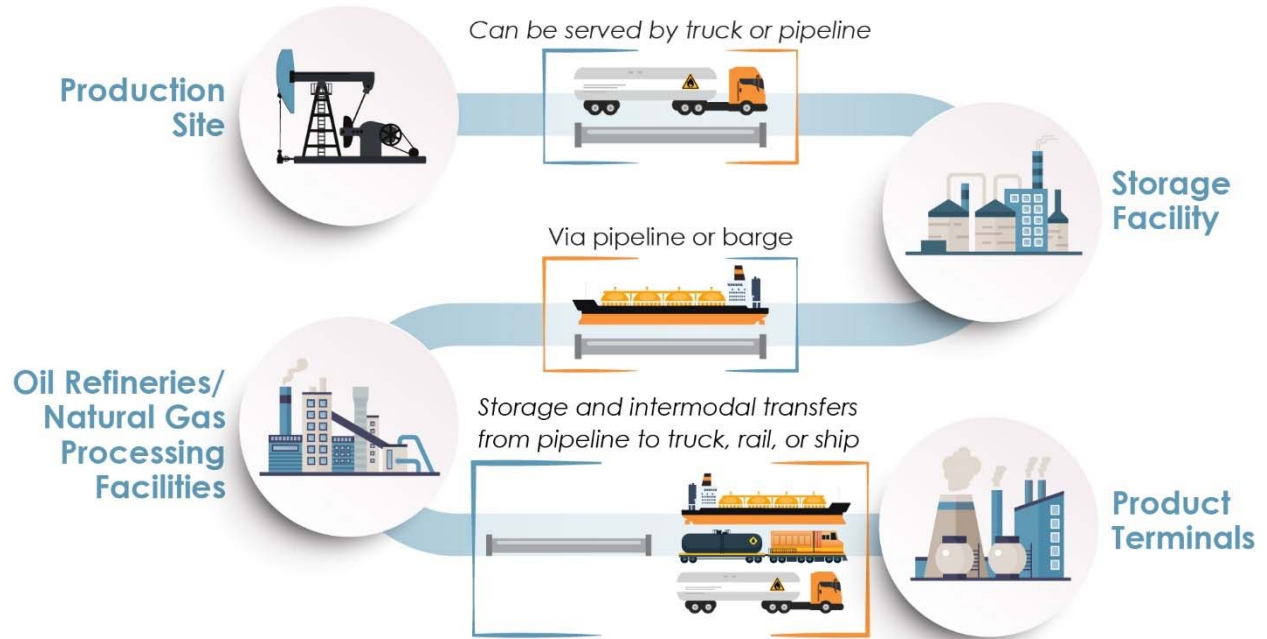 Can be served by truck or pipeline
Production
Site
Storage
Facility
Via pipeline or barge
Oil Refineries/
Natural Gas
Processing
Facilities
Storage and intermodal transfers
from pipeline to truck, rail, or ship
Product
Terminals